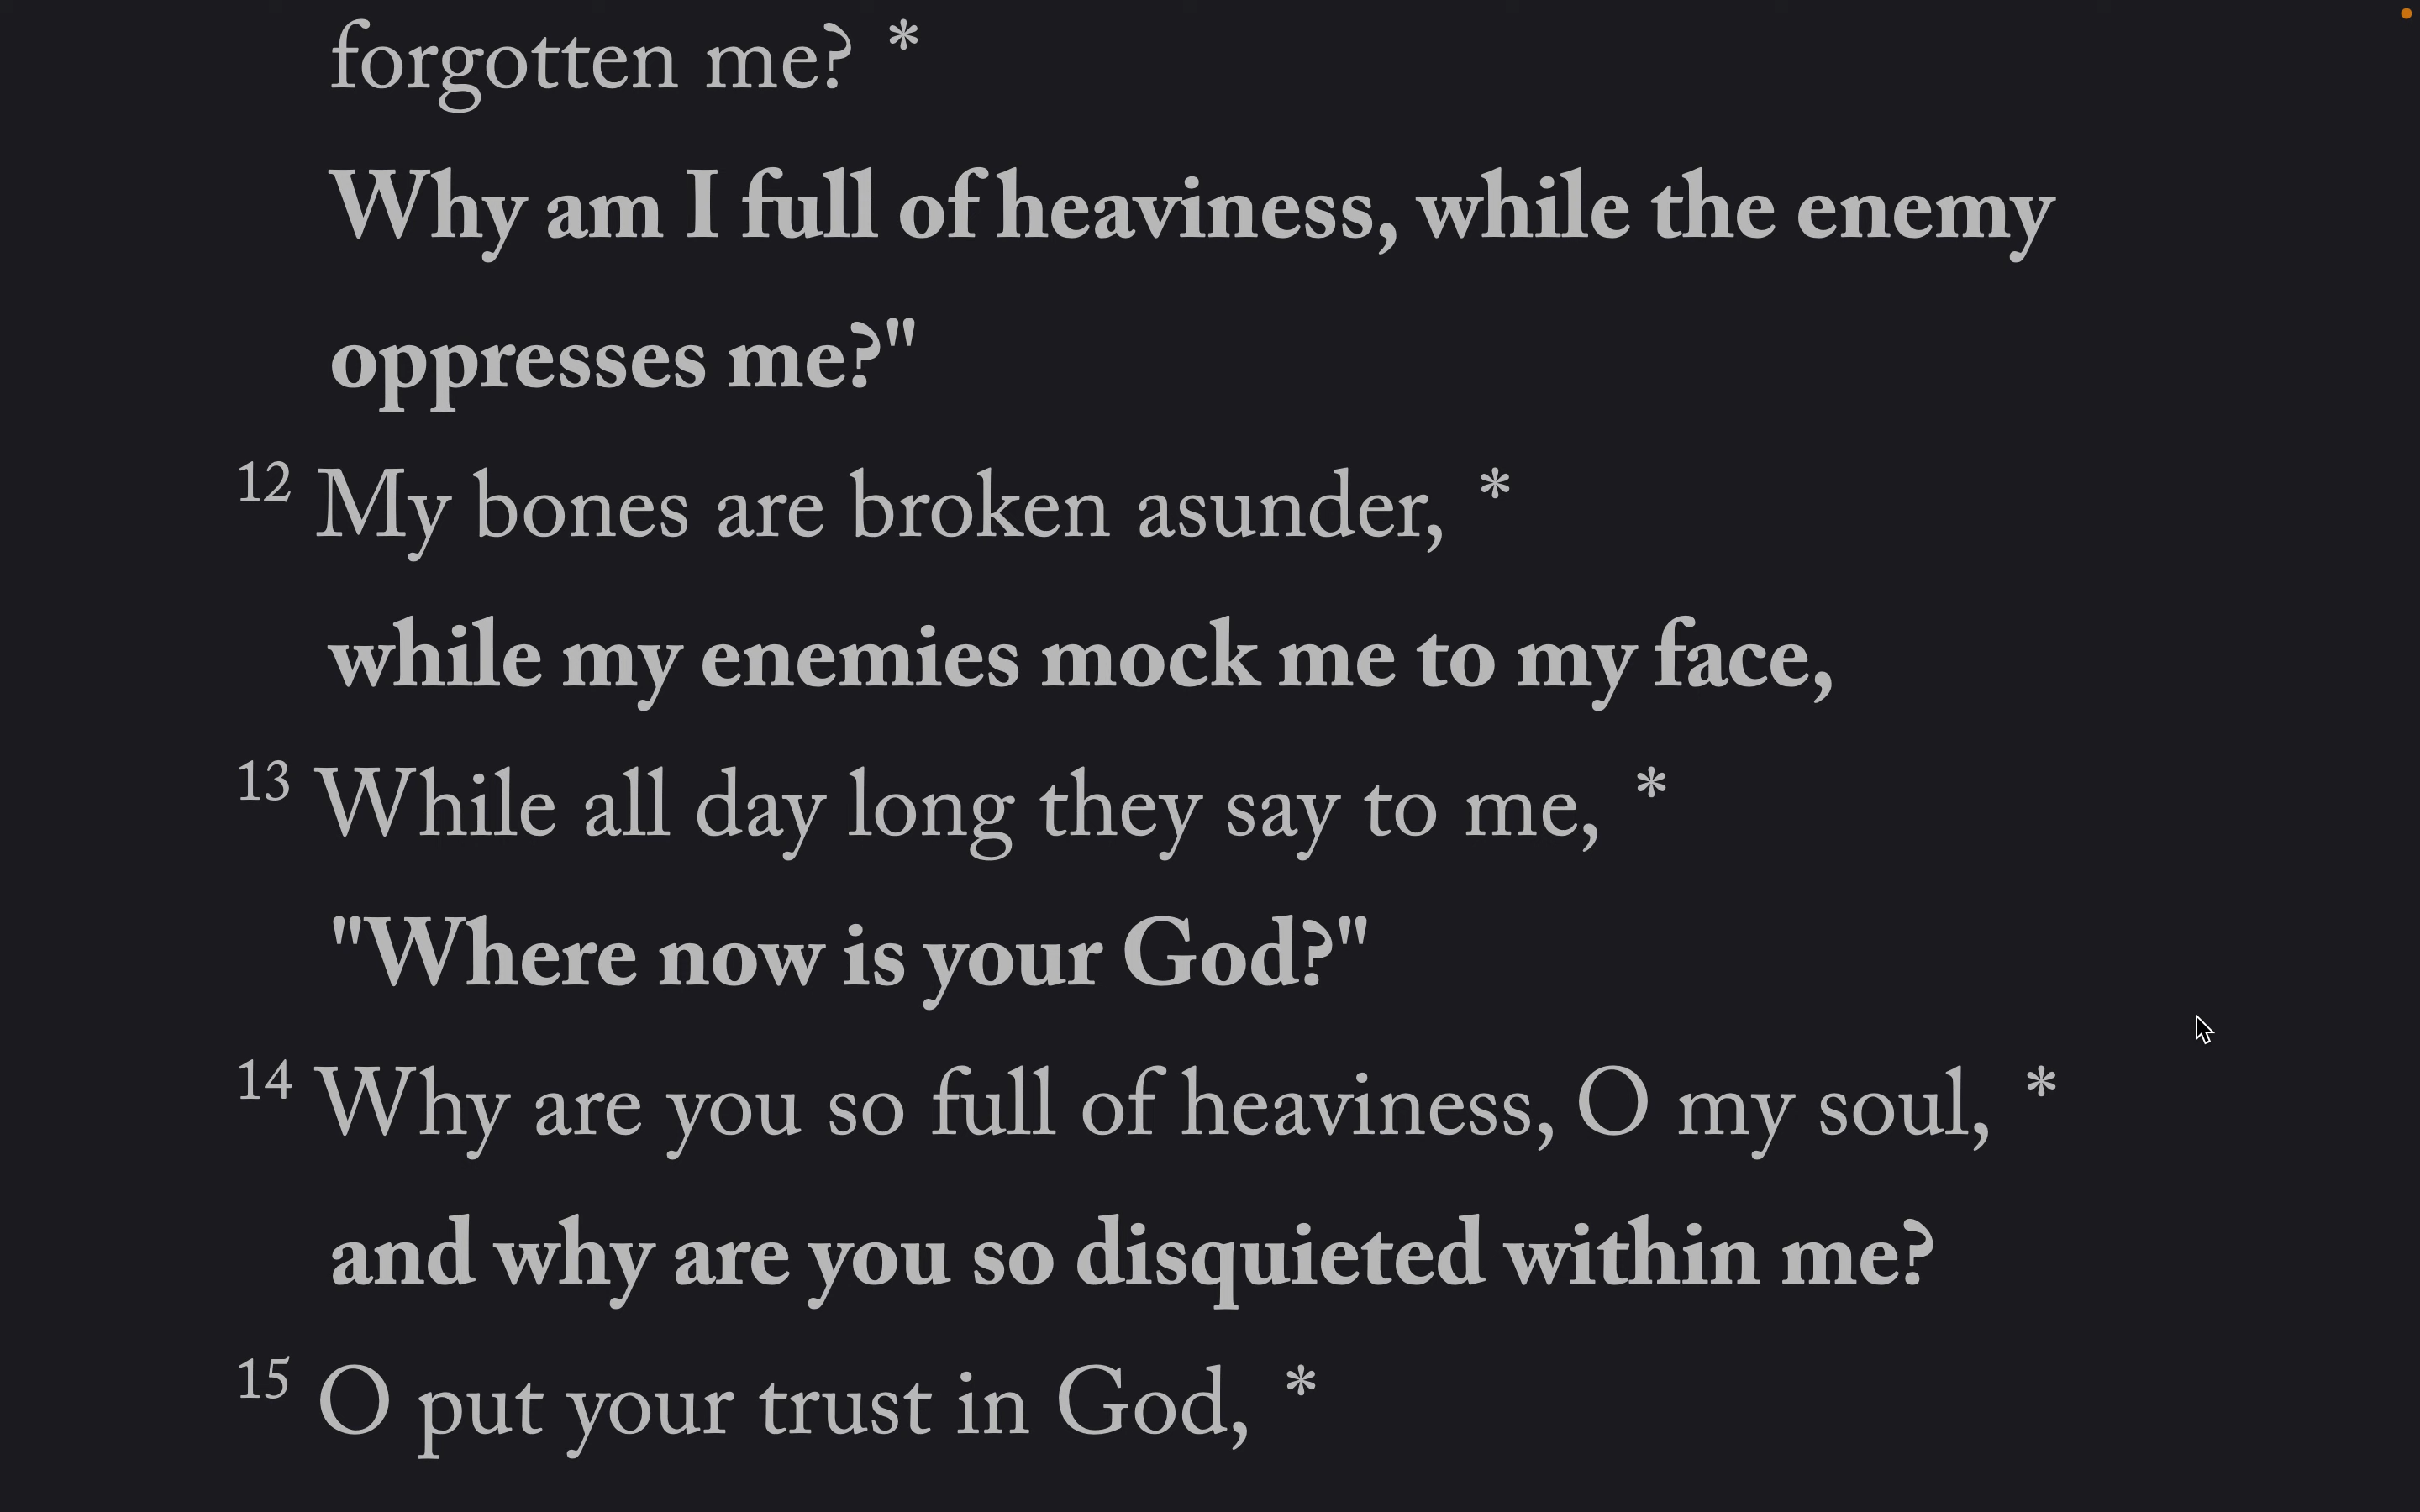 forgotten me? *
Why am I full of heaviness, while the enemy
oppresses me?"
12 My bones are broken asunder, *
while my enemies mock me to my face,
13 While all day long they say to me, *
"Where now is your God?"
14 Why are you so full of heaviness, O my soul, *
and why are you so disquieted within me?
15 O put your trust in God, *